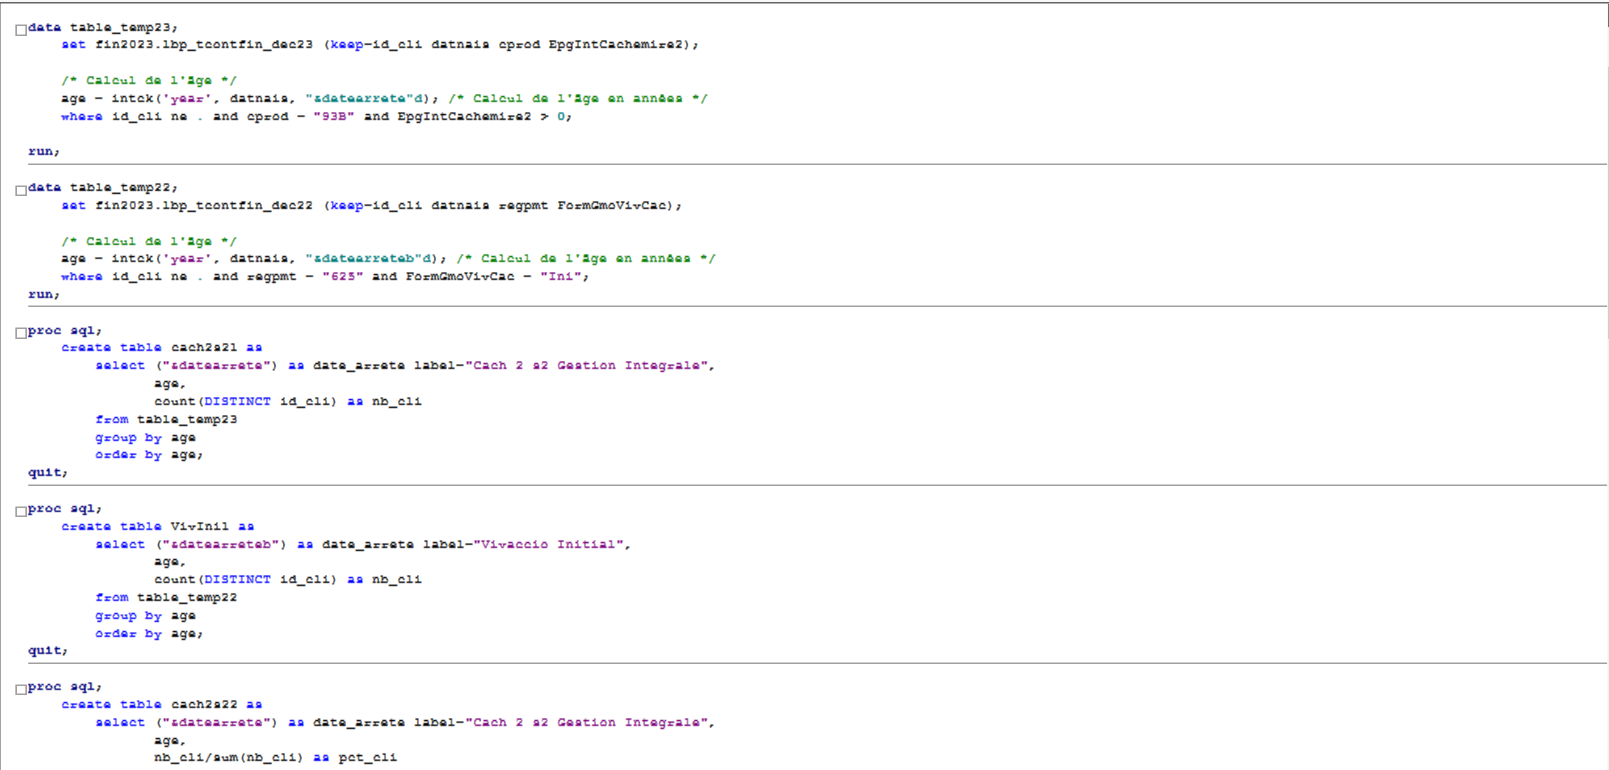 data table_temp23;
set fin2023.lbp_tcontfin_dec23 (keep=id_cli datnais cprod EpgIntCachemire2);
/* Calcul de l'âge */
age = intck('year', datnais, "&datearrete"d); /* Calcul de l'âge en années */
where id_cli ne . and cprod = "93B" and EpgIntCachemire2 > 0;
run;
data table_temp22;
set fin2023.lbp_tcontfin_dec22 (keep=id_cli datnais regpmt FormGmoVivCac);
/* Calcul de l'âge */
age = intck('year', datnais, "&datearreteb"d); /* Calcul de l'âge en années */
where id_cli ne . and regpmt = "625" and FormGmoVivCac = "Ini";
run;
proc sql;
create table cach2s21 as
select ("&datearrete") as date_arrete label="Cach 2 s2 Gestion Integrale",
age,
count(DISTINCT id_cli) as nb_cli
from table_temp23
group by age
order by age;
quit;
proc sql;
create table VivIni1 as
select ("&datearreteb") as date_arrete label="Vivaccio Initial",
age,
count(DISTINCT id_cli) as nb_cli
from table_temp22
group by age
order by age;
quit;
proc sql;
create table cach2s22 as
select ("&datearrete") as date_arrete label="Cach 2 s2 Gestion Integrale",
age,
nb_cli/sum(nb_cli) as pct_cli